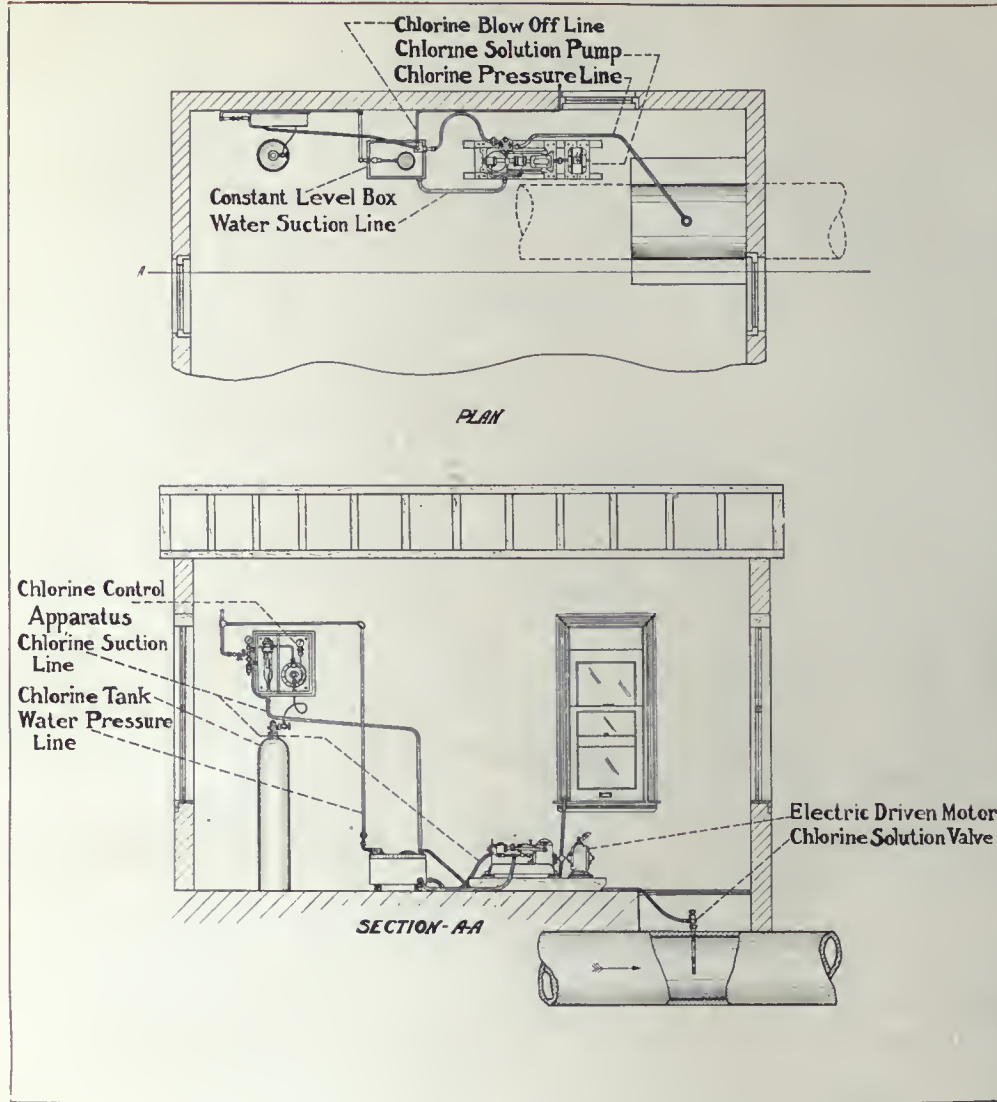 Chlorine Blow Off Line
Chlorine Solution Pump
Chlorine Pressure Line
Constant Level Box
Water Suction Line
A
PLAN
Chlorine Control
Apparatus
Chlorine Suction
Line
Chlorine Tank
Water Pressure
Line
Electric Driven Motor
Chlorine Solution Valve
SECTION-A-A